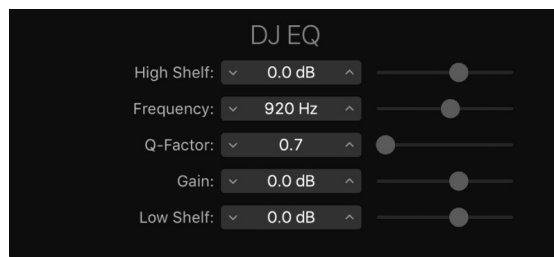 DJ EQ
High Shelf: 0.0 dB
Frequency: 920 Hz
Q-Factor: 0.7
Gain: 0.0 dB
Low Shelf: 0.0 dB